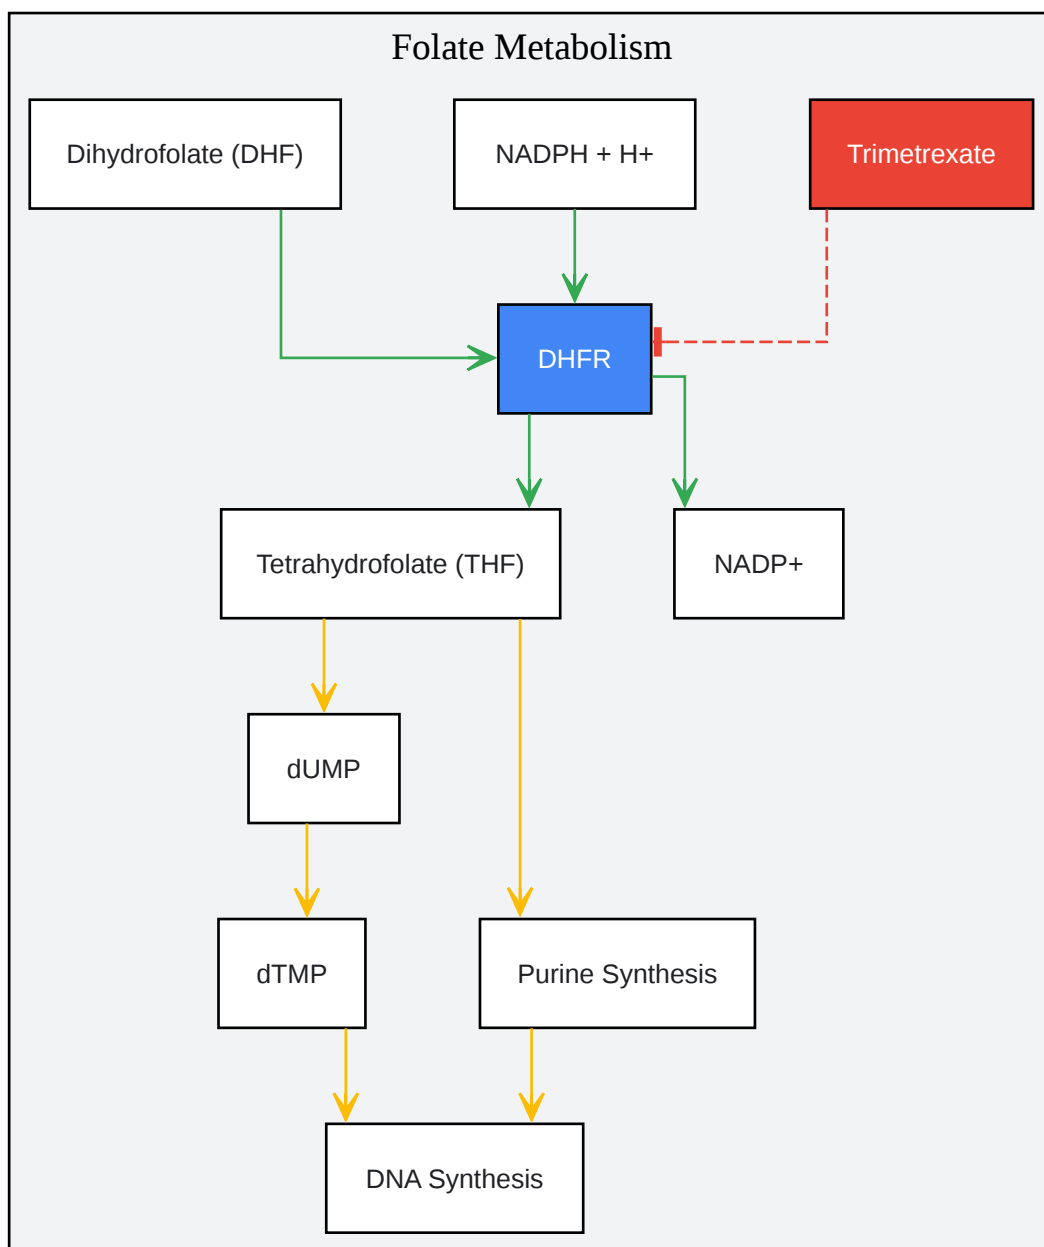 Folate Metabolism
Dihydrofolate (DHF)
NADPH + H+
Trimetrexate
DHFR
Tetrahydrofolate (THF)
NADP+
dUMP
dTMP
Purine Synthesis
DNA Synthesis